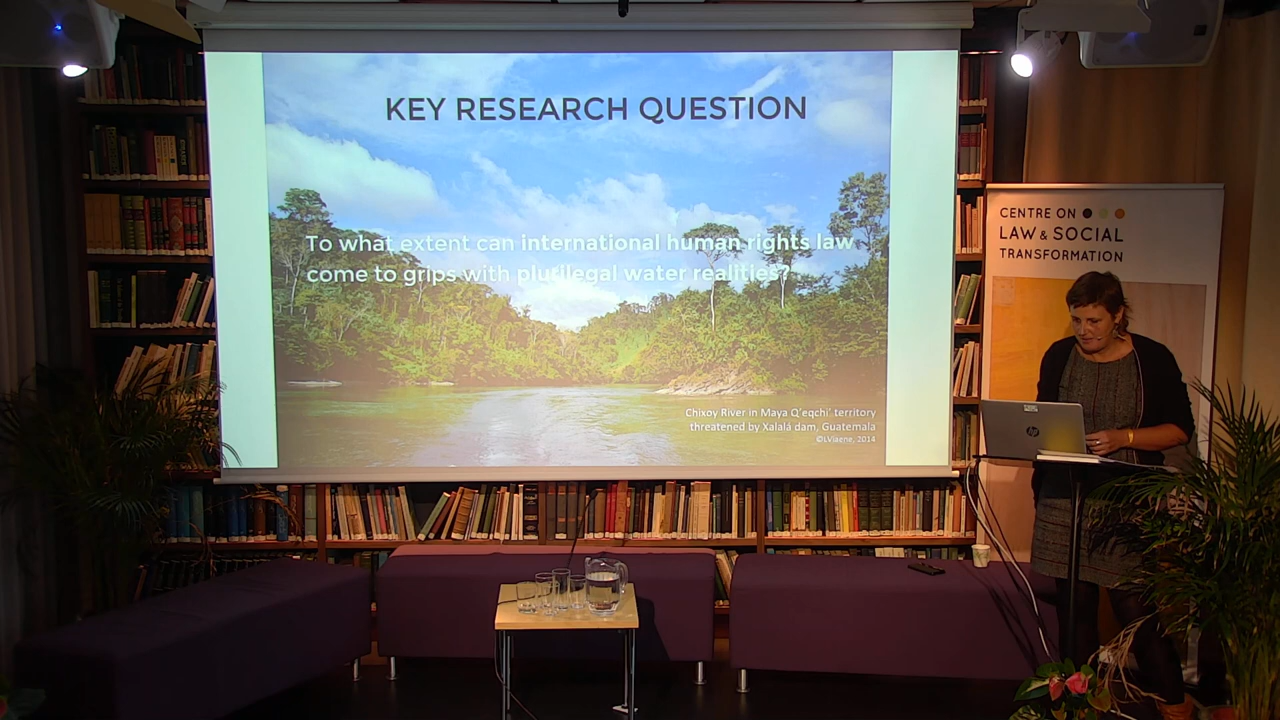 KEY RESEARCH QUESTION
To what extent can international human rights law
come to grips with plurilegal water realities?
Chixoy River in Maya Q'eqchi' territory
threatened by Xalalá dam, Guatemala
©LViaene, 2014
CENTRE ON
LAW & SOCIAL
TRANSFORMATION
hp